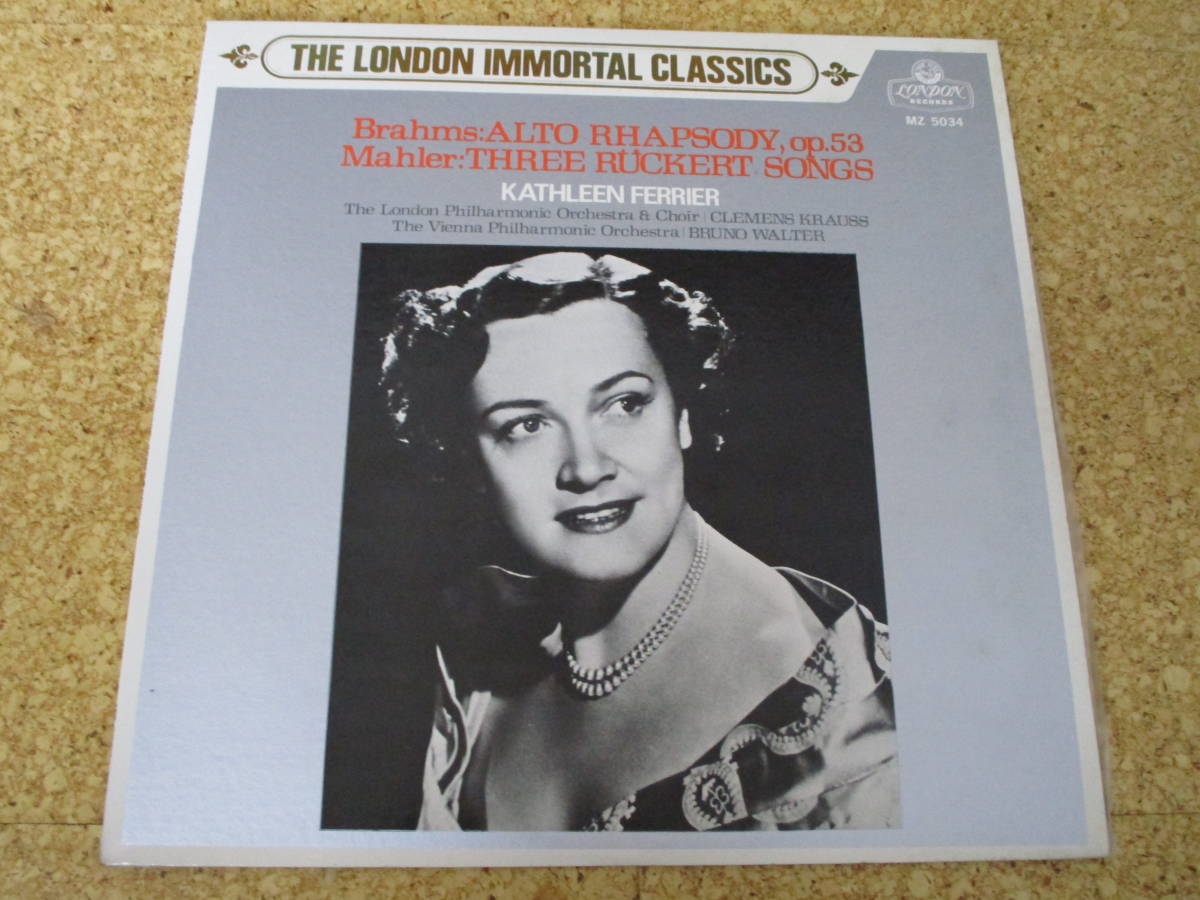 THE LONDON IMMORTAL CLASSICS
LONDON
RECORDS
MZ 5034
Brahms:ALTO RHAPSODY, op.53
Mahler:THREE RÜCKERT SONGS
KATHLEEN FERRIER
The London Philharmonic Orchestra & Choir | CLEMENS KRAUSS
The Vienna Philharmonic Orchestra | BRUNO WALTER